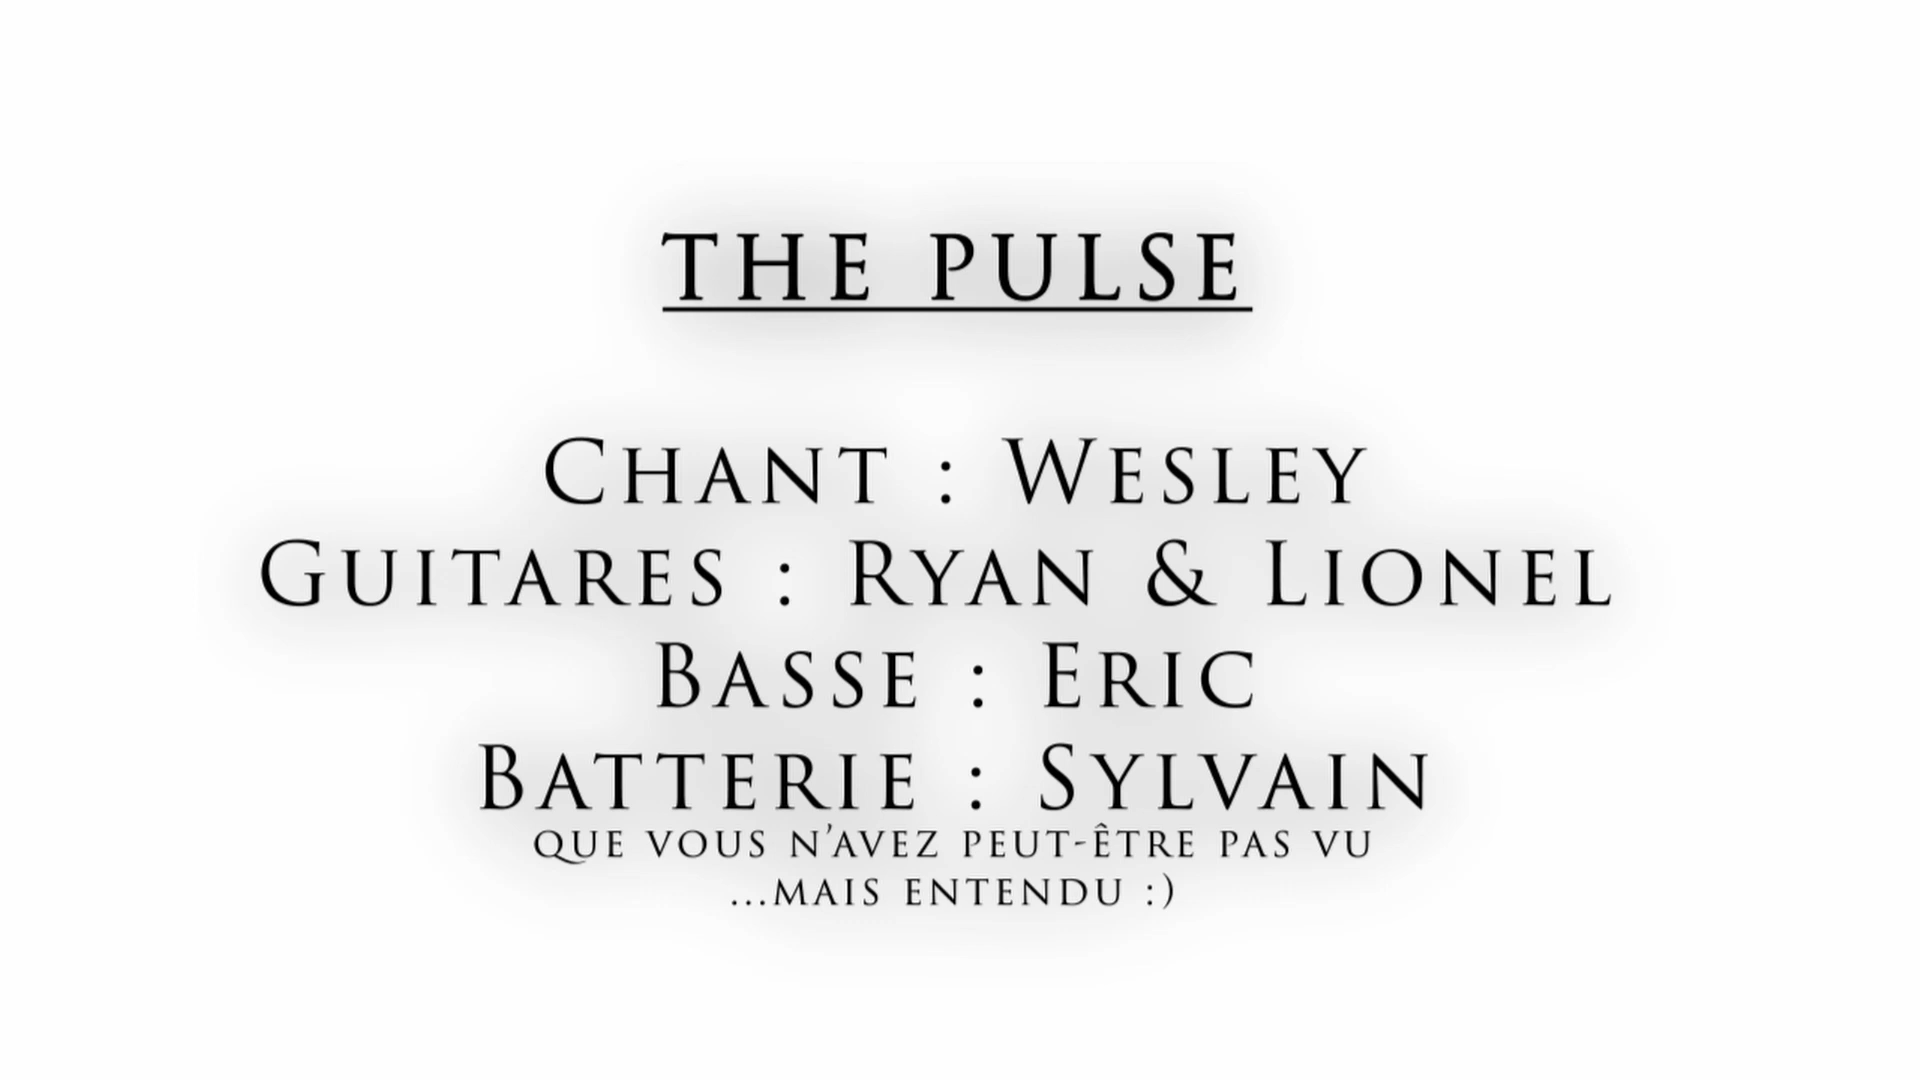 THE PULSE
CHANT : WESLEY
GUITARES : RYAN & LIONEL
BASSE : ERIC
BATTERIE : SYLVAIN
QUE VOUS N'AVEZ PEUT-ÊTRE PAS VU
...MAIS ENTENDU :)